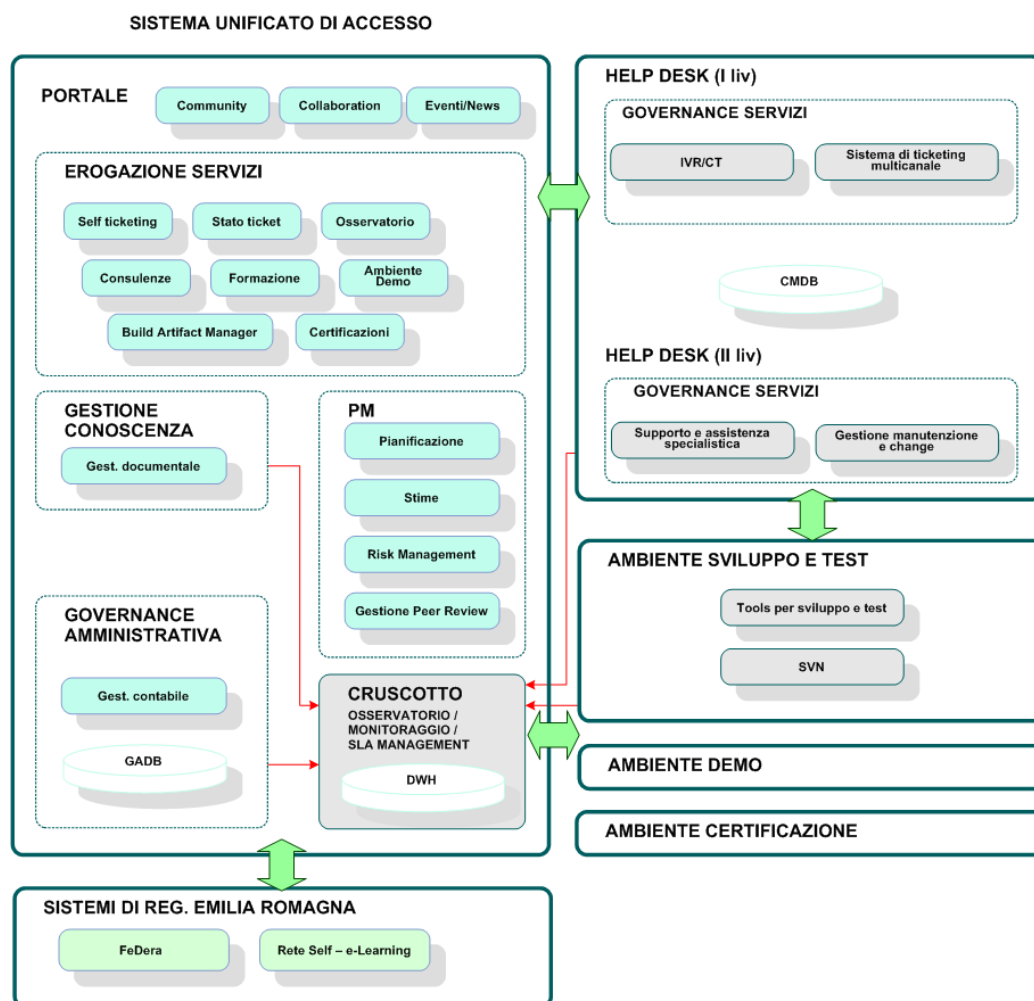 SISTEMA UNIFICATO DI ACCESSO
PORTALE
Community
Collaboration
Eventi/News
EROGAZIONE SERVIZI
Self ticketing
Stato ticket
Osservatorio
Consulenze
Formazione
Ambiente
Demo
Build Artifact Manager
Certificazioni
GESTIONE
CONOSCENZA
Gest. documentale
PM
Pianificazione
Stime
Risk Management
Gestione Peer Review
GOVERNANCE
AMMINISTRATIVA
Gest. contabile
GADB
CRUSCOTTO
OSSERVATORIO /
MONITORAGGIO /
SLA MANAGEMENT
DWH
HELP DESK (I liv)
GOVERNANCE SERVIZI
IVR/CT
Sistema di ticketing
multicanale
CMDB
HELP DESK (II liv)
GOVERNANCE SERVIZI
Supporto e assistenza
specialistica
Gestione manutenzione
e change
AMBIENTE SVILUPPO E TEST
Tools per sviluppo e test
SVN
AMBIENTE DEMO
AMBIENTE CERTIFICAZIONE
SISTEMI DI REG. EMILIA ROMAGNA
FeDera
Rete Self – e-Learning